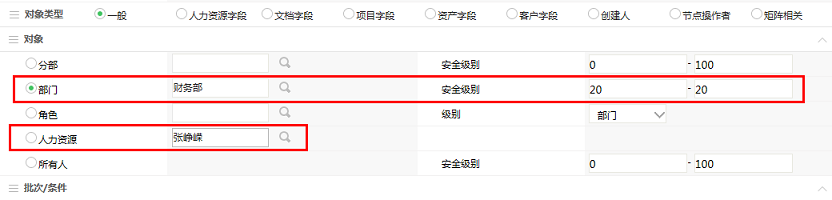 对象类型 一般 人力资源字段 文档字段 项目字段 资产字段 客户字段 创建人 节点操作者 矩阵相关
对象
分部 安全级别 0 - 100
部门 财务部 安全级别 20 - 20
角色 级别 部门
人力资源 张峥嵘
所有人 安全级别 0 - 100
批次/条件